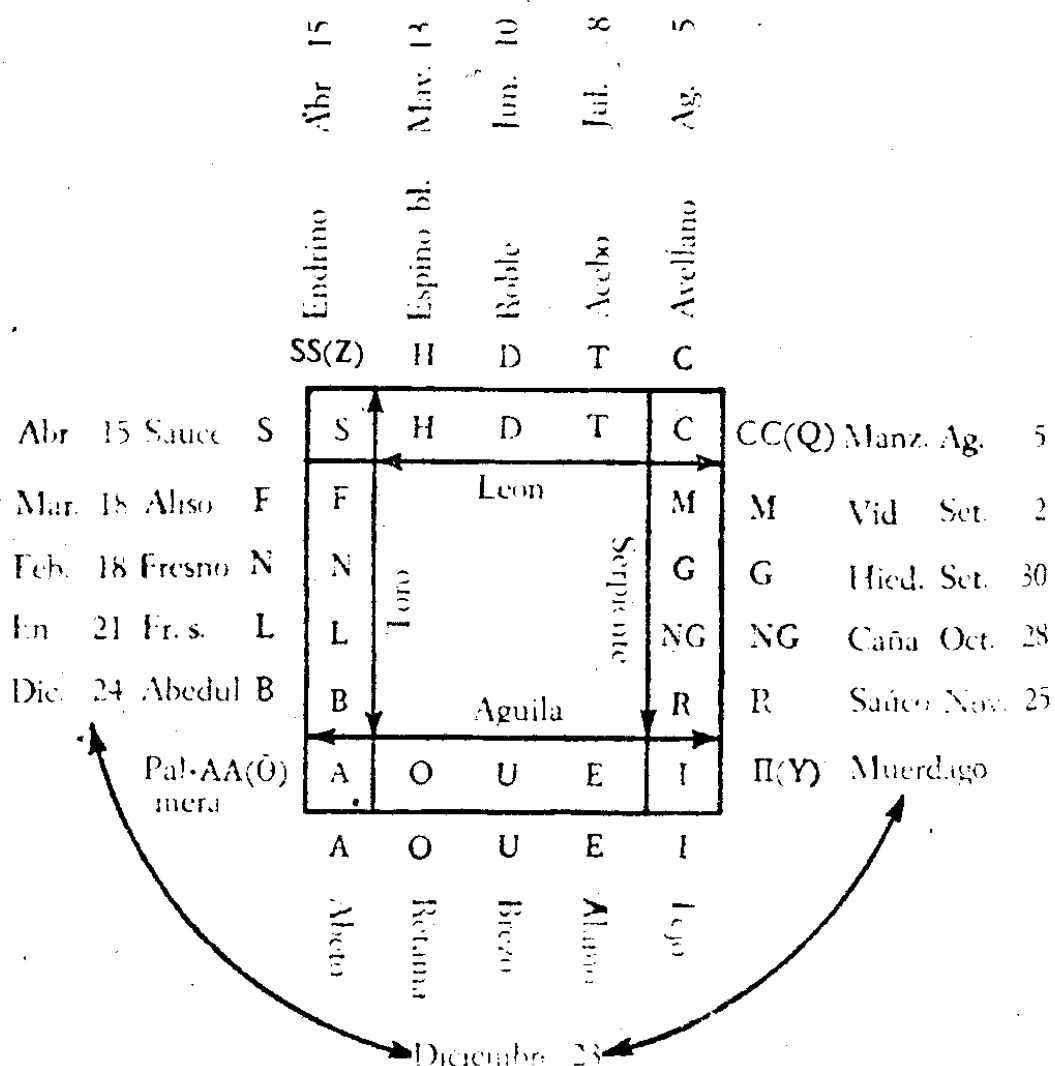 Abr 15
May. 13
Jun. 10
Jul. 8
Ag. 5
Endrino
Espino bl.
Roble
Acebo
Avellano
SS(Z) H D T C
Abr 15 Sauce S S H D T C CC(Q) Manz. Ag. 5
Leon
Mar. 18 Aliso F F M M Vid Set. 2
Feb. 18 Fresno N N G G Hied. Set. 30
Toro
Serpiente
En 21 Fr. s. L L NG NG Caña Oct. 28
Dic. 24 Abedul B B R R Saúco Nov. 25
Aguila
Pal-AA(O) A O U E I II(Y) Muerdago
mera
A O U E I
Abeto
Retama
Brezo
Alamo
Tejo
Diciembre 23